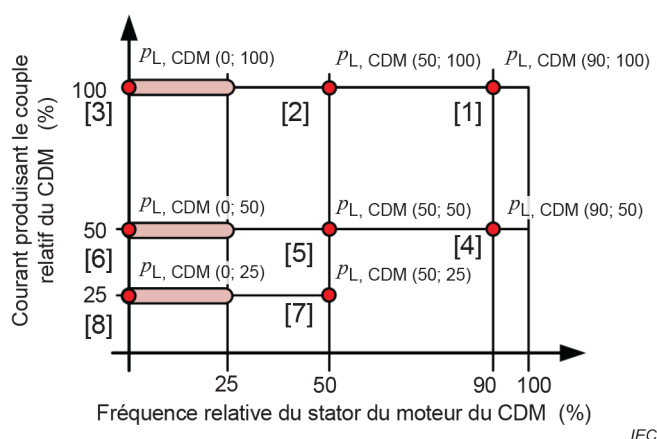 pL, CDM (0; 100)
pL, CDM (50; 100)
pL, CDM (90; 100)
100
[3]
[2]
[1]
pL, CDM (0; 50)
pL, CDM (50; 50)
pL, CDM (90; 50)
50
[6]
[5]
[4]
pL, CDM (0; 25)
pL, CDM (50; 25)
25
[8]
[7]
Courant produisant le couple
relatif du CDM (%)
25
50
90
100
Fréquence relative du stator du moteur du CDM (%)
IEC